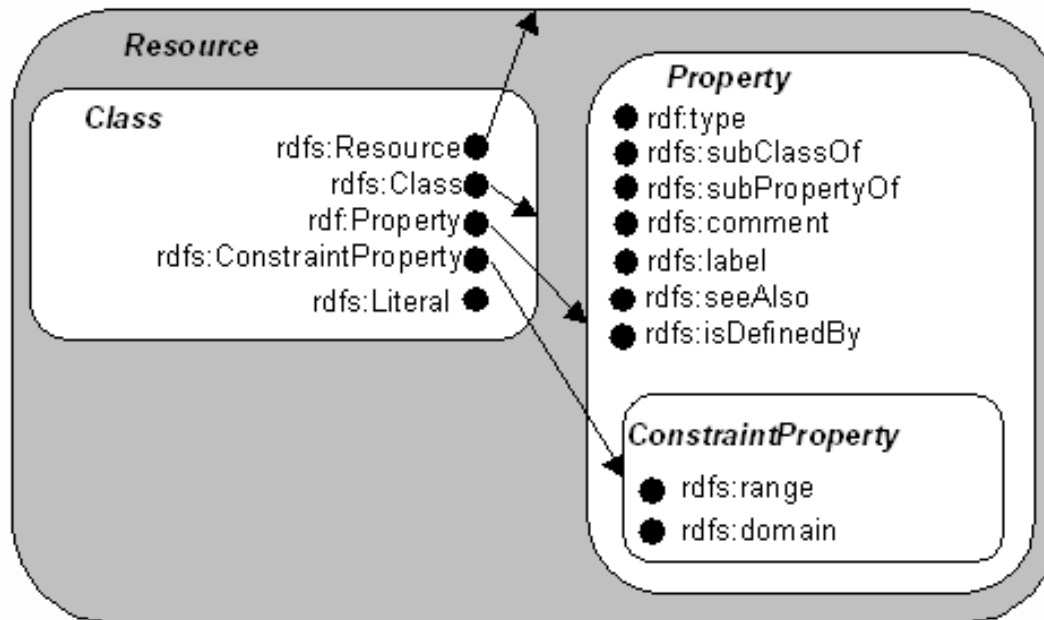 Resource
Class
rdfs:Resource
rdfs:Class
rdf:Property
rdfs:ConstraintProperty
rdfs:Literal
Property
rdf:type
rdfs:subClassOf
rdfs:subPropertyOf
rdfs:comment
rdfs:label
rdfs:seeAlso
rdfs:isDefinedBy
ConstraintProperty
rdfs:range
rdfs:domain